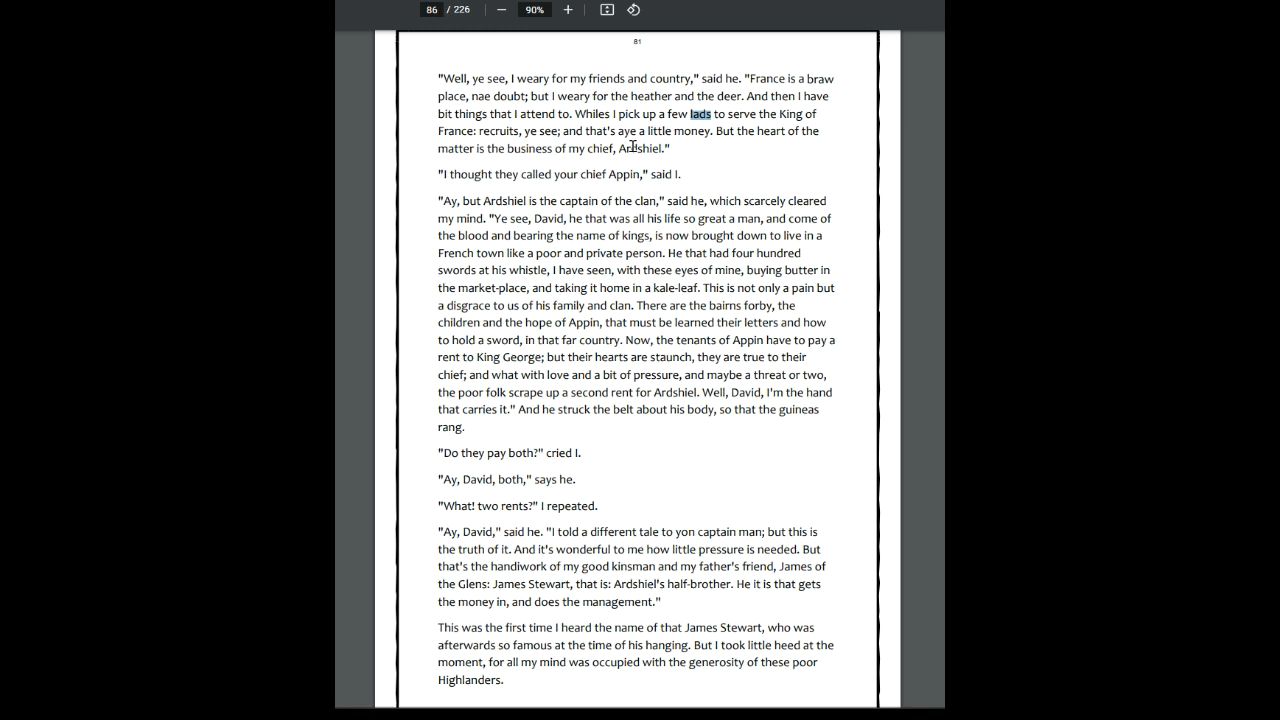 86 / 226
90%
81
"Well, ye see, I weary for my friends and country," said he. "France is a braw
place, nae doubt; but I weary for the heather and the deer. And then I have
bit things that I attend to. Whiles I pick up a few lads to serve the King of
France: recruits, ye see; and that's aye a little money. But the heart of the
matter is the business of my chief, Ardshiel."
"I thought they called your chief Appin," said I.
"Ay, but Ardshiel is the captain of the clan," said he, which scarcely cleared
my mind. "Ye see, David, he that was all his life so great a man, and come of
the blood and bearing the name of kings, is now brought down to live in a
French town like a poor and private person. He that had four hundred
swords at his whistle, I have seen, with these eyes of mine, buying butter in
the market-place, and taking it home in a kale-leaf. This is not only a pain but
a disgrace to us of his family and clan. There are the bairns forby, the
children and the hope of Appin, that must be learned their letters and how
to hold a sword, in that far country. Now, the tenants of Appin have to pay a
rent to King George; but their hearts are staunch, they are true to their
chief; and what with love and a bit of pressure, and maybe a threat or two,
the poor folk scrape up a second rent for Ardshiel. Well, David, I'm the hand
that carries it." And he struck the belt about his body, so that the guineas
rang.
"Do they pay both?" cried I.
"Ay, David, both," says he.
"What! two rents?" I repeated.
"Ay, David," said he. "I told a different tale to yon captain man; but this is
the truth of it. And it's wonderful to me how little pressure is needed. But
that's the handiwork of my good kinsman and my father's friend, James of
the Glens: James Stewart, that is: Ardshiel's half-brother. He it is that gets
the money in, and does the management."
This was the first time I heard the name of that James Stewart, who was
afterwards so famous at the time of his hanging. But I took little heed at the
moment, for all my mind was occupied with the generosity of these poor
Highlanders.